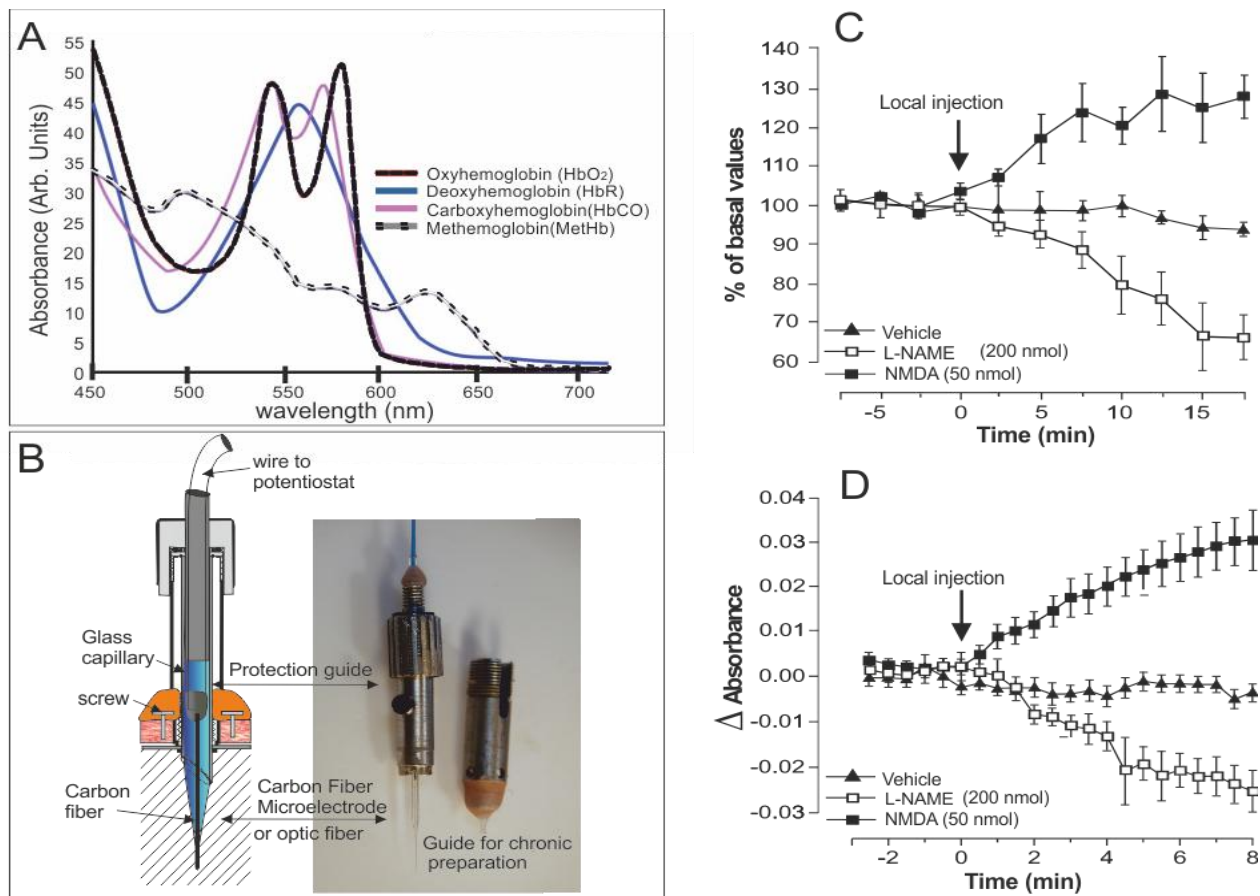 A
55
50
45
40
35
30
25
20
15
10
5
0
Absorbance (Arb. Units)
Oxyhemoglobin (HbO₂)
Deoxyhemoglobin (HbR)
Carboxyhemoglobin(HbCO)
Methemoglobin(MetHb)
450 500 550 600 650 700
wavelength (nm)
B
wire to
potentiostat
Glass
capillary
Protection guide
screw
Carbon
fiber
Carbon Fiber
Microelectrode
or optic fiber
Guide for chronic
preparation
C
140
130
120
110
100
90
80
70
60
% of basal values
Local injection
Vehicle
L-NAME (200 nmol)
NMDA (50 nmol)
-5 0 5 10 15
Time (min)
D
0.04
0.03
0.02
0.01
0.00
-0.01
-0.02
-0.03
Δ Absorbance
Local injection
Vehicle
L-NAME (200 nmol)
NMDA (50 nmol)
-2 0 2 4 6 8
Time (min)